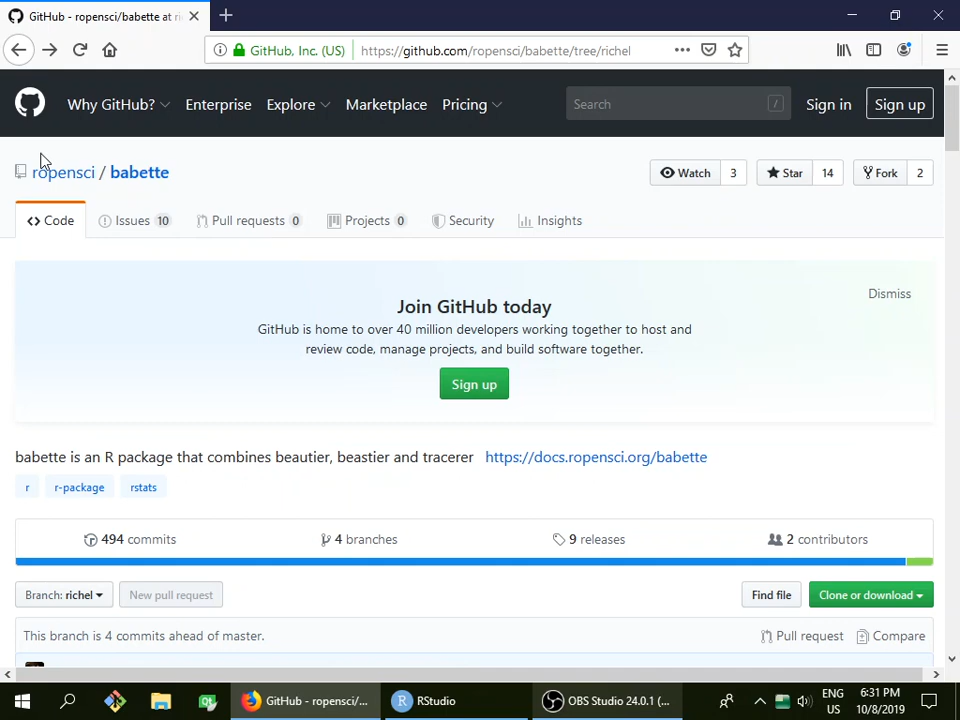 GitHub - ropensci/babette at ri
GitHub, Inc. (US) https://github.com/ropensci/babette/tree/richel
Why GitHub? Enterprise Explore Marketplace Pricing Search / Sign in Sign up
ropensci / babette Watch 3 Star 14 Fork 2
Code Issues 10 Pull requests 0 Projects 0 Security Insights
Dismiss
Join GitHub today
GitHub is home to over 40 million developers working together to host and
review code, manage projects, and build software together.
Sign up
babette is an R package that combines beautier, beastier and tracerer https://docs.ropensci.org/babette
r r-package rstats
494 commits 4 branches 9 releases 2 contributors
Branch: richel New pull request Find file Clone or download
This branch is 4 commits ahead of master. Pull request Compare
GitHub - ropensci/... RStudio OBS Studio 24.0.1 (... ENG 6:31 PM
US 10/8/2019